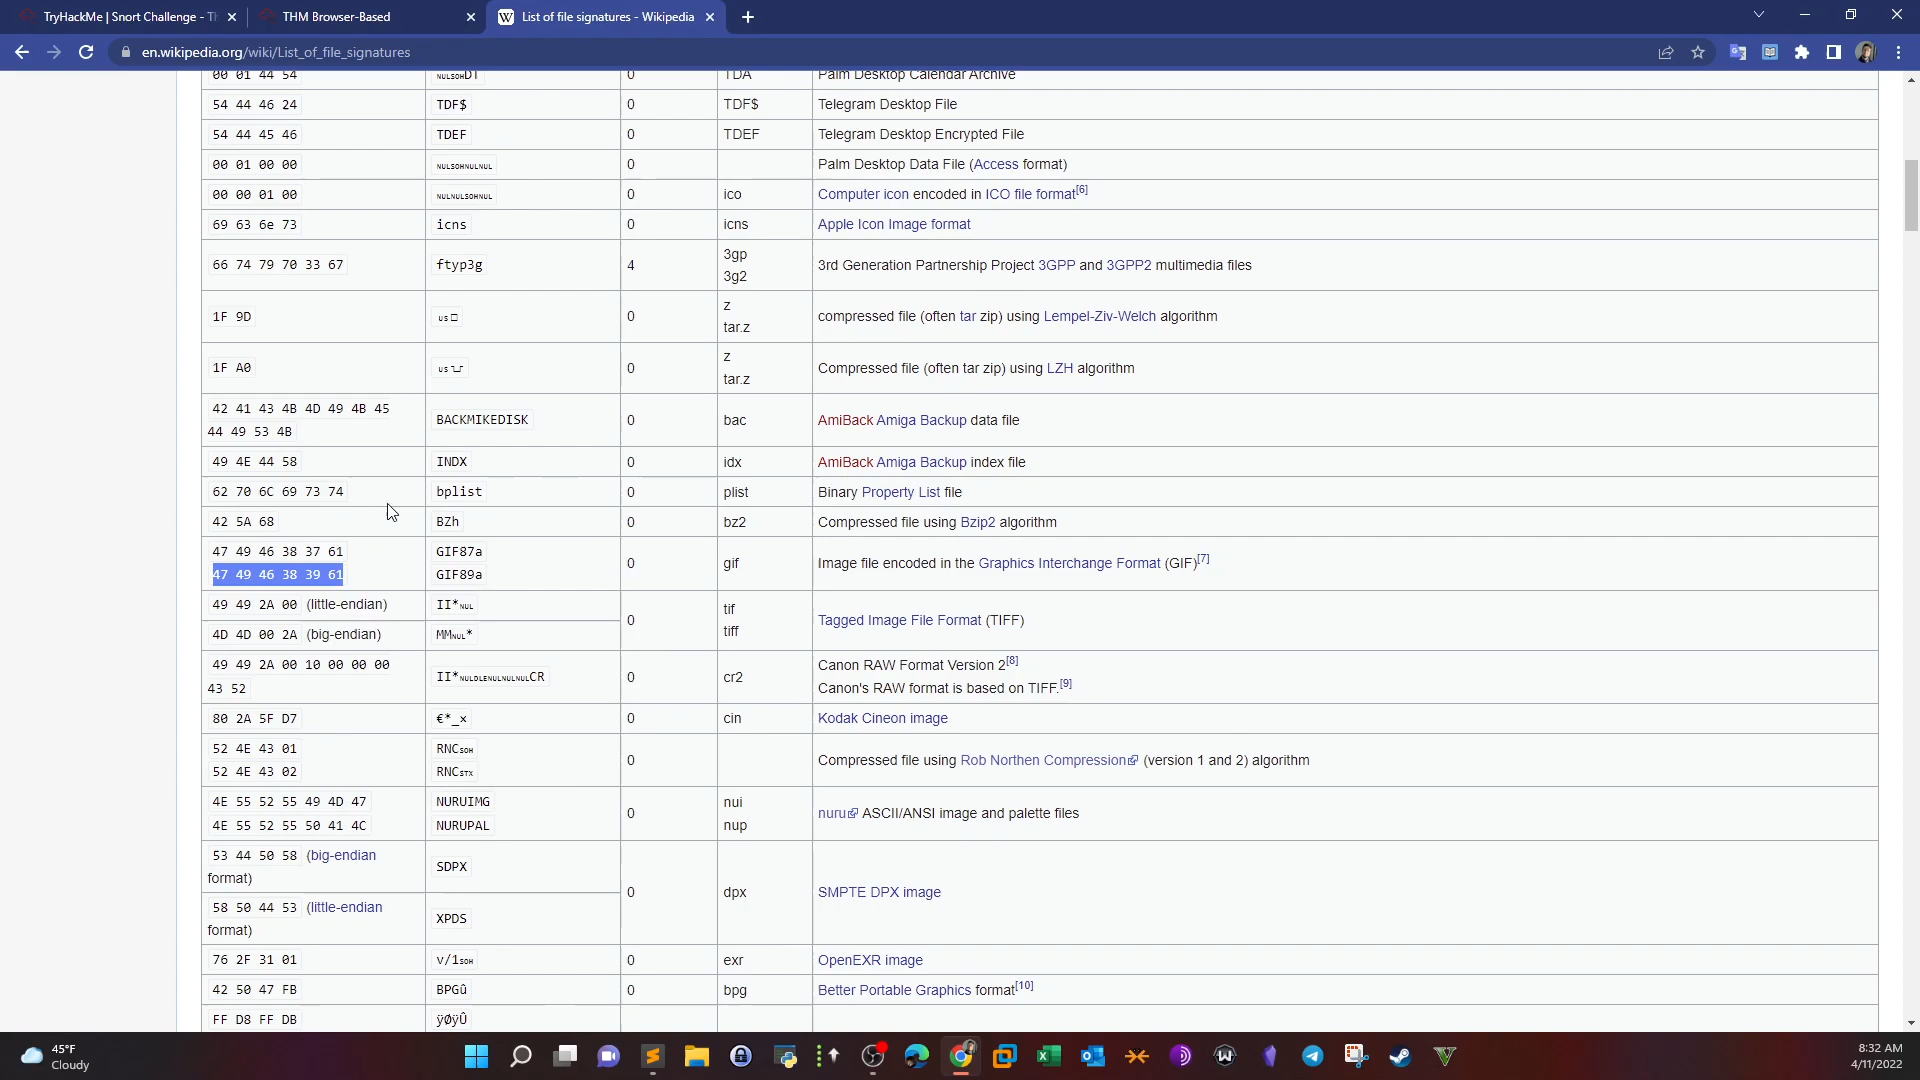 TryHackMe | Snort Challenge - Th
THM Browser-Based
W List of file signatures - Wikipedia
en.wikipedia.org/wiki/List_of_file_signatures
00 01 44 54 NULSOHDT 0 TDA Palm Desktop Calendar Archive
54 44 46 24 TDF$ 0 TDF$ Telegram Desktop File
54 44 45 46 TDEF 0 TDEF Telegram Desktop Encrypted File
00 01 00 00 NULSOHNULNUL 0 Palm Desktop Data File (Access format)
00 00 01 00 NULNULSOHNUL 0 ico Computer icon encoded in ICO file format[6]
69 63 6e 73 icns 0 icns Apple Icon Image format
66 74 79 70 33 67 ftyp3g 4 3gp
3g2 3rd Generation Partnership Project 3GPP and 3GPP2 multimedia files
1F 9D US□ 0 z
tar.z compressed file (often tar zip) using Lempel-Ziv-Welch algorithm
1F A0 US 0 z
tar.z Compressed file (often tar zip) using LZH algorithm
42 41 43 4B 4D 49 4B 45
44 49 53 4B BACKMIKEDISK 0 bac AmiBack Amiga Backup data file
49 4E 44 58 INDX 0 idx AmiBack Amiga Backup index file
62 70 6C 69 73 74 bplist 0 plist Binary Property List file
42 5A 68 BZh 0 bz2 Compressed file using Bzip2 algorithm
47 49 46 38 37 61 GIF87a
47 49 46 38 39 61 GIF89a 0 gif Image file encoded in the Graphics Interchange Format (GIF)[7]
49 49 2A 00 (little-endian) II*NUL
4D 4D 00 2A (big-endian) MMNUL* 0 tif
tiff Tagged Image File Format (TIFF)
49 49 2A 00 10 00 00 00
43 52 II*NULDLENULNULNULCR 0 cr2 Canon RAW Format Version 2[8]
Canon's RAW format is based on TIFF.[9]
80 2A 5F D7 €*_x 0 cin Kodak Cineon image
52 4E 43 01 RNCSOH
52 4E 43 02 RNCSTX 0 Compressed file using Rob Northen Compression (version 1 and 2) algorithm
4E 55 52 55 49 4D 47 NURUIMG nui
4E 55 52 55 50 41 4C NURUPAL 0 nup nuru ASCII/ANSI image and palette files
53 44 50 58 (big-endian
format) SDPX
58 50 44 53 (little-endian
format) XPDS 0 dpx SMPTE DPX image
76 2F 31 01 v/1SOH 0 exr OpenEXR image
42 50 47 FB BPGû 0 bpg Better Portable Graphics format[10]
FF D8 FF DB ÿØÿÛ
45°F
Cloudy
8:32 AM
4/11/2022